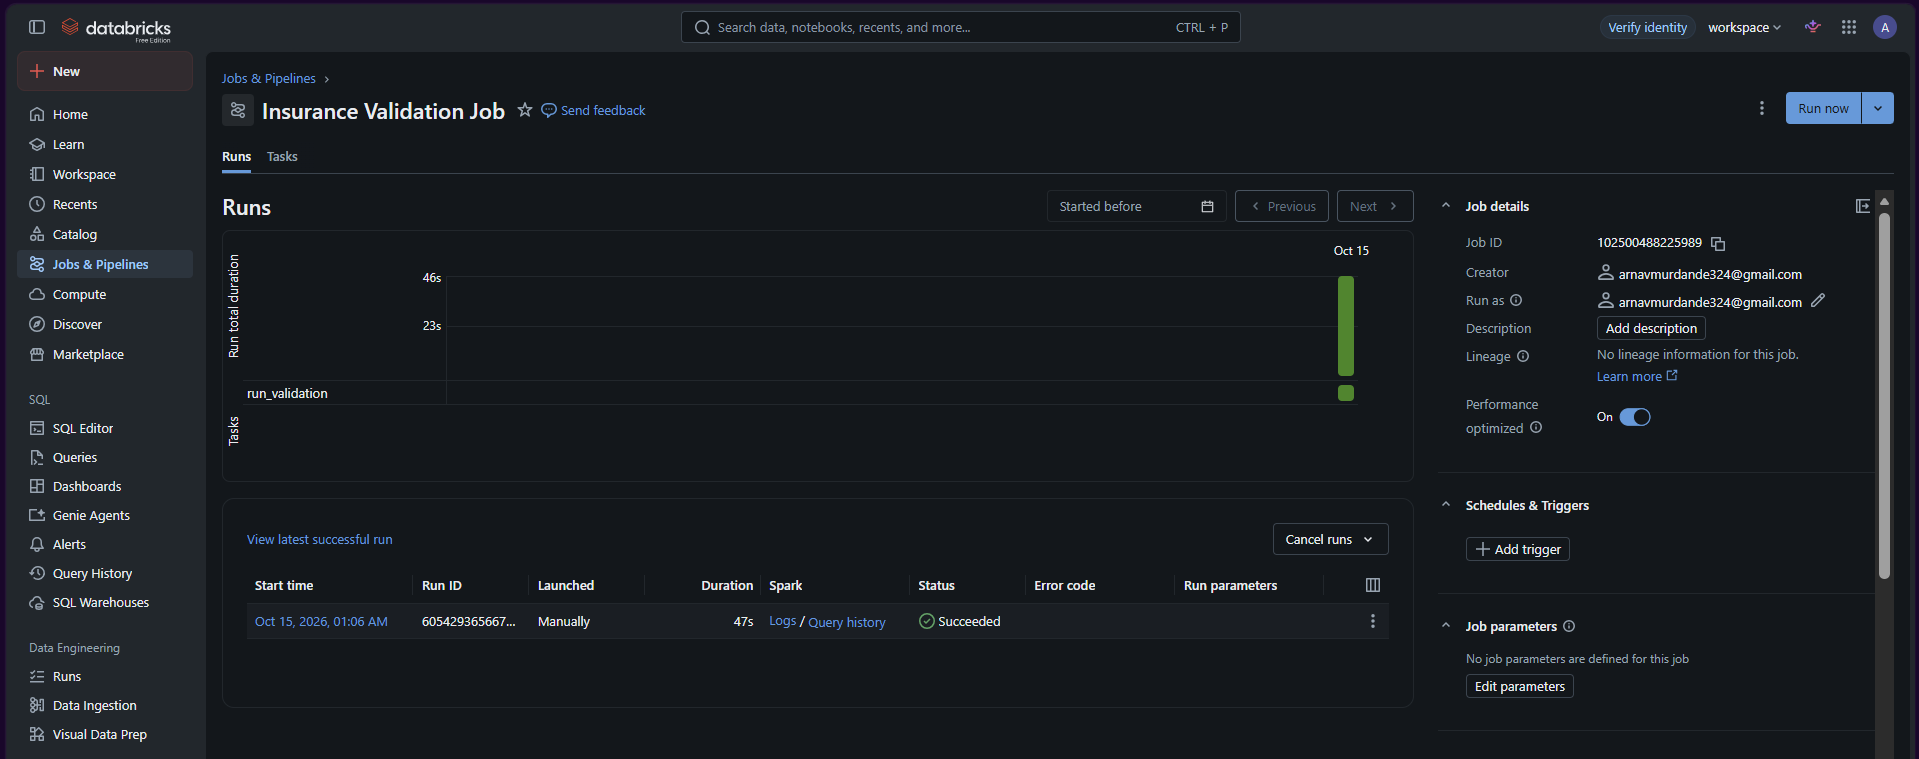 databricks
Free Edition
Search data, notebooks, recents, and more...
CTRL + P
Verify identity
workspace
A
New
Home
Learn
Workspace
Recents
Catalog
Jobs & Pipelines
Compute
Discover
Marketplace
SQL
SQL Editor
Queries
Dashboards
Genie Agents
Alerts
Query History
SQL Warehouses
Data Engineering
Runs
Data Ingestion
Visual Data Prep
Jobs & Pipelines
Insurance Validation Job
Send feedback
Run now
Runs
Tasks
Runs
Started before
Previous
Next
Oct 15
Run total duration
46s
23s
run_validation
Tasks
View latest successful run
Cancel runs
Start time Run ID Launched Duration Spark Status Error code Run parameters
Oct 15, 2026, 01:06 AM 605429365667... Manually 47s Logs / Query history Succeeded
Job details
Job ID 102500488225989
Creator arnavmurdande324@gmail.com
Run as arnavmurdande324@gmail.com
Description Add description
Lineage No lineage information for this job.
Learn more
Performance
optimized
On
Schedules & Triggers
Add trigger
Job parameters
No job parameters are defined for this job
Edit parameters